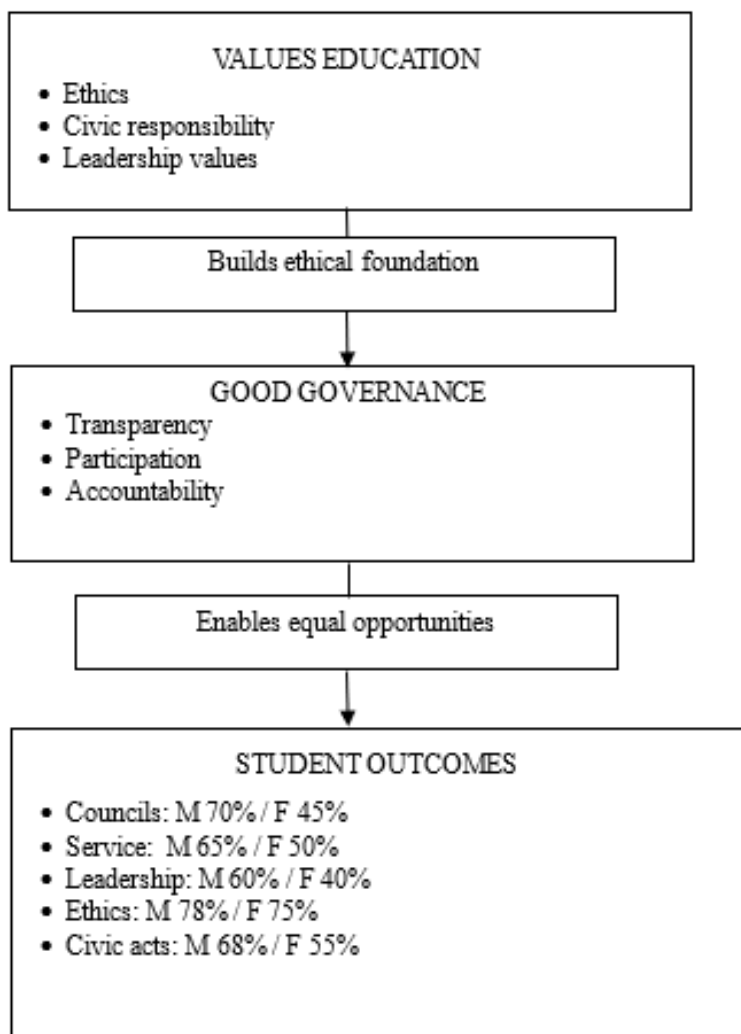 VALUES EDUCATION
• Ethics
• Civic responsibility
• Leadership values
Builds ethical foundation
GOOD GOVERNANCE
• Transparency
• Participation
• Accountability
Enables equal opportunities
STUDENT OUTCOMES
• Councils: M 70% / F 45%
• Service:  M 65% / F 50%
• Leadership: M 60% / F 40%
• Ethics: M 78% / F 75%
• Civic acts: M 68% / F 55%